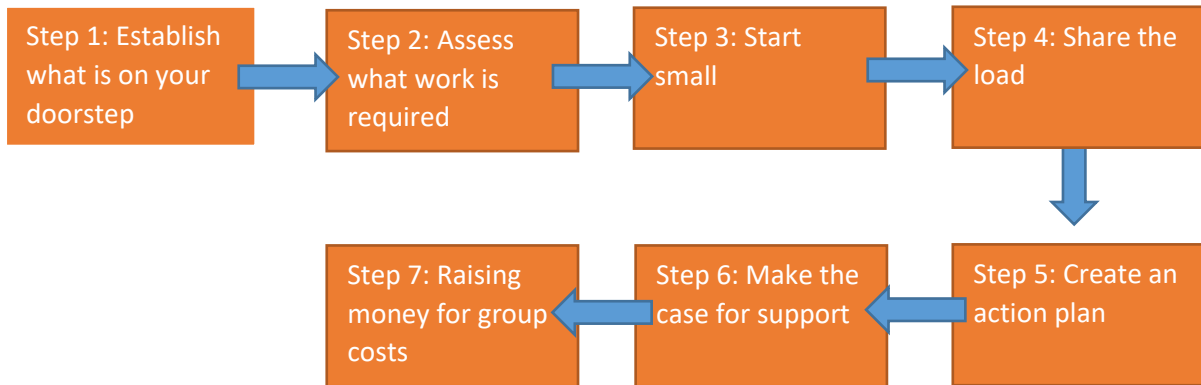 Step 1: Establish
what is on your
doorstep
Step 2: Assess
what work is
required
Step 3: Start
small
Step 4: Share the
load
Step 5: Create an
action plan
Step 6: Make the
case for support
Step 7: Raising
money for group
costs